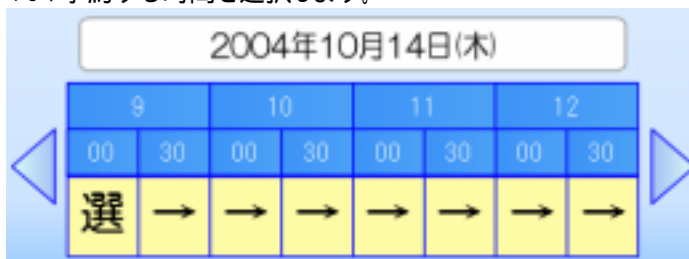 2004年10月14日(木)
9 10 11 12
00 30 00 30 00 30 00 30
選 → → → → → → →